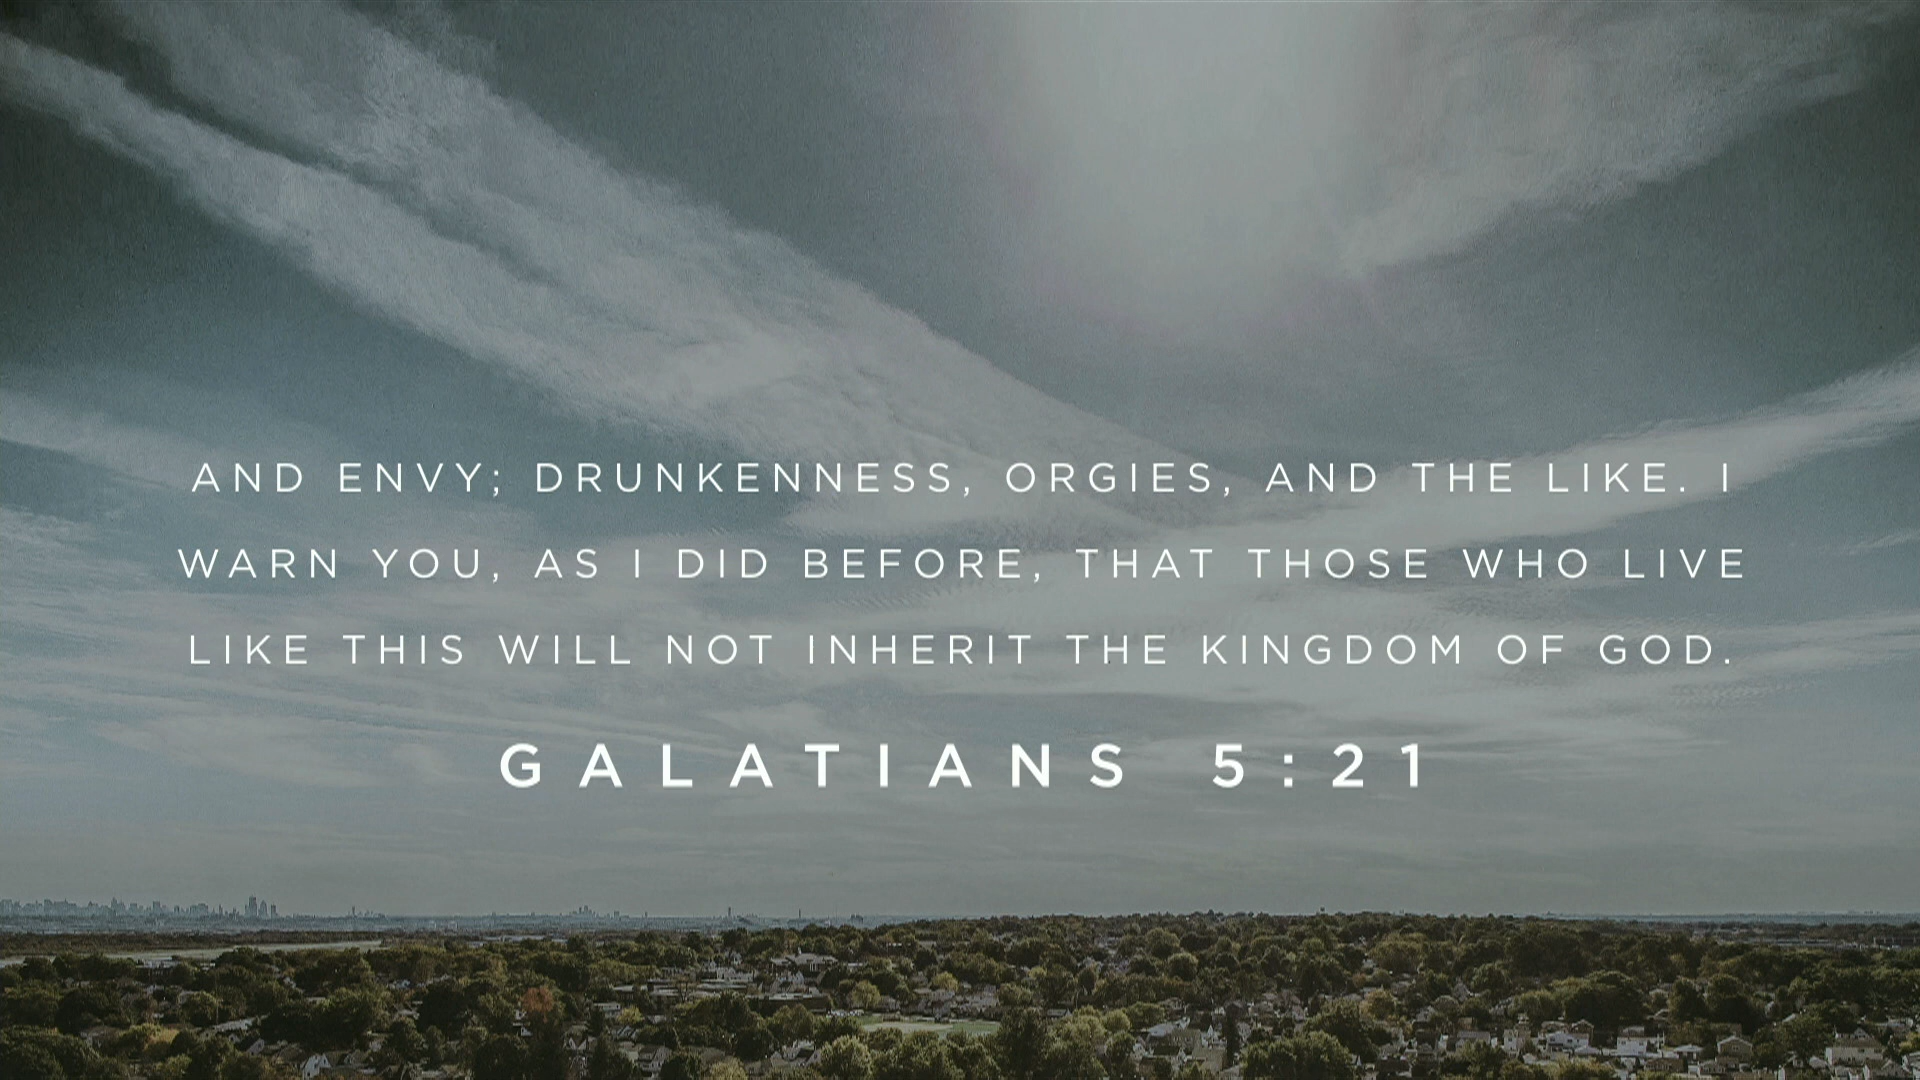 AND ENVY; DRUNKENNESS, ORGIES, AND THE LIKE. I
WARN YOU, AS I DID BEFORE, THAT THOSE WHO LIVE
LIKE THIS WILL NOT INHERIT THE KINGDOM OF GOD.
GALATIANS 5:21